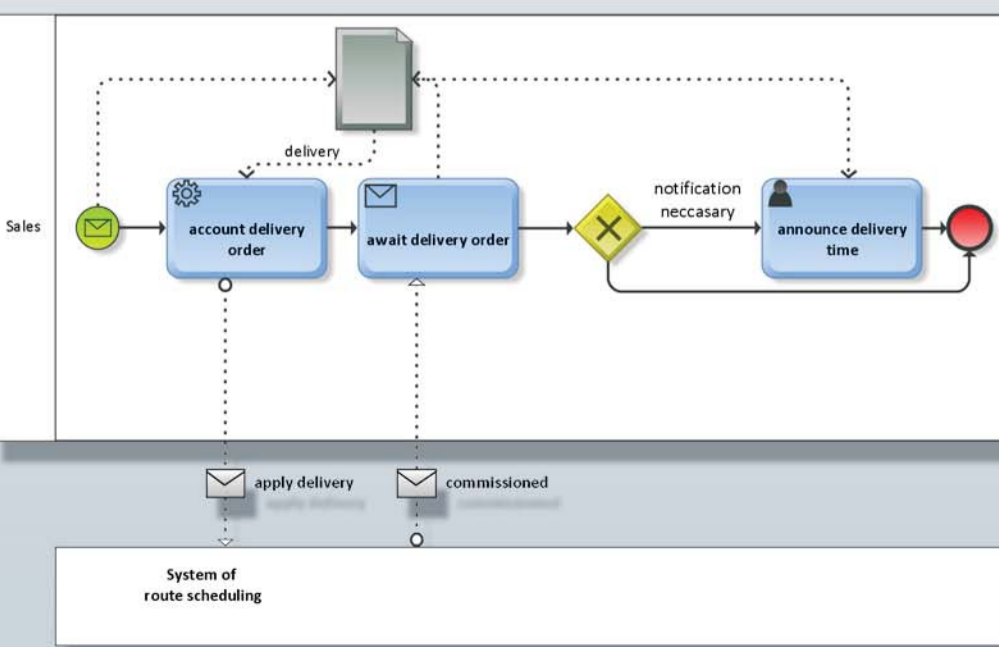 delivery
notification
neccasary
Sales
account delivery
order
await delivery order
announce delivery
time
apply delivery
commissioned
System of
route scheduling